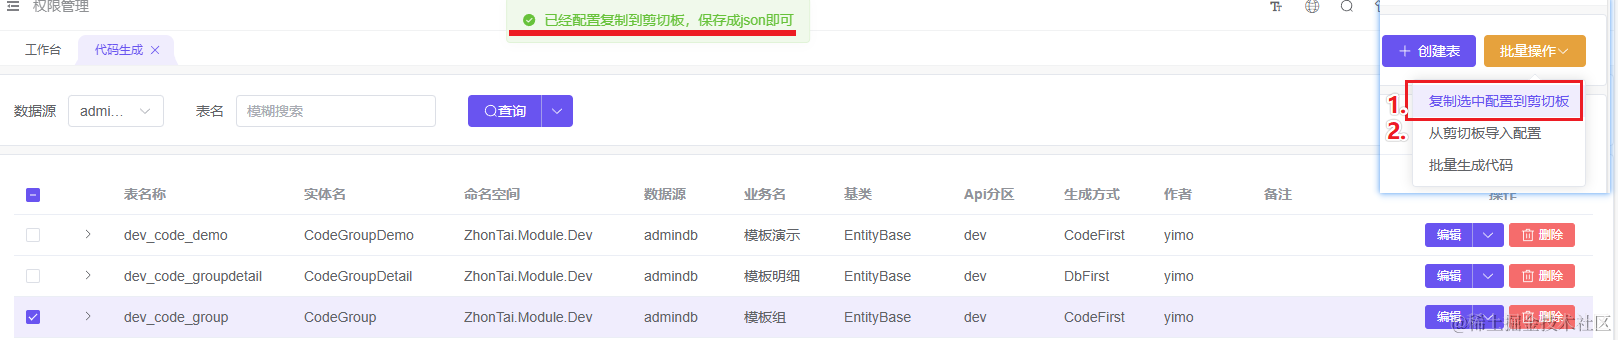 权限管理
已经配置复制到剪切板，保存成json即可
工作台 代码生成
创建表 批量操作
数据源 admi... 表名 模糊搜索 查询
1. 复制选中配置到剪切板
2. 从剪切板导入配置
批量生成代码
表名称 实体名 命名空间 数据源 业务名 基类 Api分区 生成方式 作者 备注 操作
dev_code_demo CodeGroupDemo ZhonTai.Module.Dev admindb 模板演示 EntityBase dev CodeFirst yimo 编辑 删除
dev_code_groupdetail CodeGroupDetail ZhonTai.Module.Dev admindb 模板明细 EntityBase dev DbFirst yimo 编辑 删除
dev_code_group CodeGroup ZhonTai.Module.Dev admindb 模板组 EntityBase dev CodeFirst yimo 编辑 删除
@稀土掘金技术社区